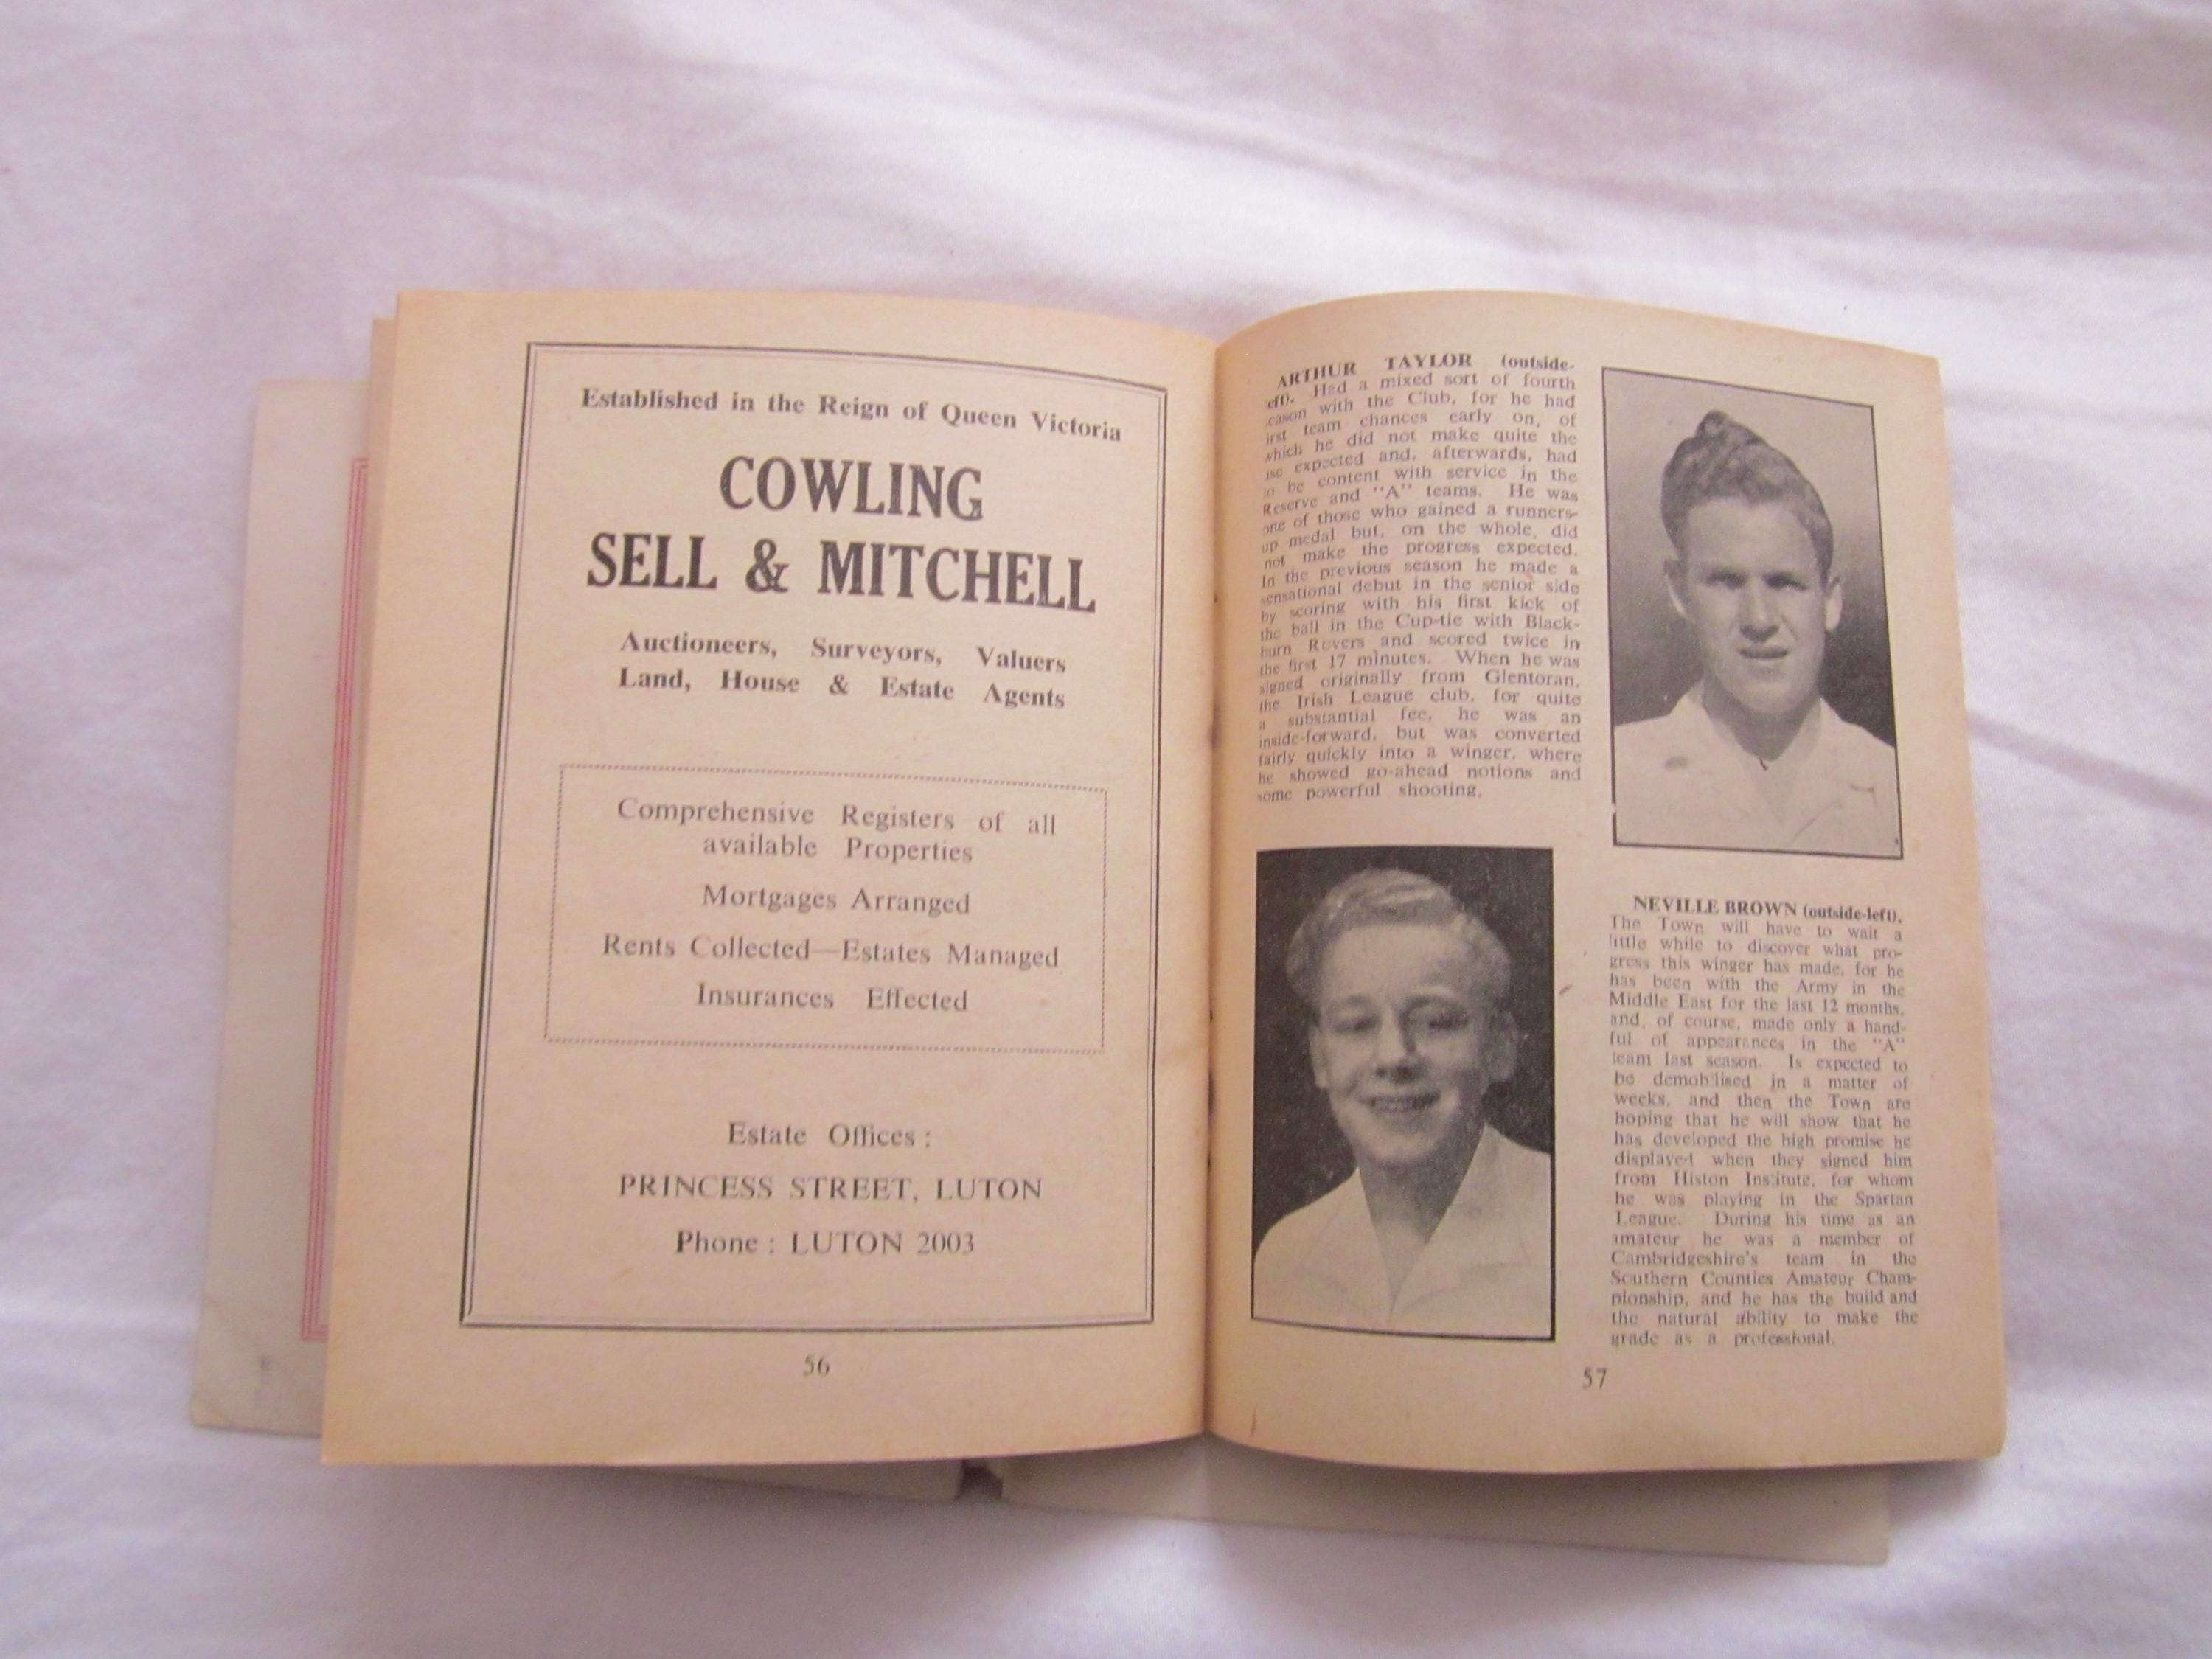 Established in the Reign of Queen Victoria
COWLING
SELL & MITCHELL
Auctioneers, Surveyors, Valuers
Land, House & Estate Agents
Comprehensive Registers of all
available Properties
Mortgages Arranged
Rents Collected—Estates Managed
Insurances Effected
Estate Offices :
PRINCESS STREET, LUTON
Phone : LUTON 2003
56
ARTHUR TAYLOR (outside-
eft). Had a mixed sort of fourth
eason with the Club, for he had
irst team chances early on, of
which he did not make quite the
use expected and, afterwards, had
to be content with service in the
Reserve and "A" teams. He was
one of those who gained a runners-
up medal but, on the whole, did
not make the progress expected.
In the previous season he made a
sensational debut in the senior side
by scoring with his first kick of
the ball in the Cup-tie with Black-
burn Rovers and scored twice in
the first 17 minutes. When he was
signed originally from Glentoran,
the Irish League club, for quite
a substantial fee, he was an
inside-forward, but was converted
fairly quickly into a winger, where
he showed go-ahead notions and
some powerful shooting.
NEVILLE BROWN (outside-left).
The Town will have to wait a
little while to discover what pro-
gress this winger has made, for he
has been with the Army in the
Middle East for the last 12 months,
and, of course, made only a hand-
ful of appearances in the "A"
team last season. Is expected to
be demobilised in a matter of
weeks, and then the Town are
hoping that he will show that he
has developed the high promise he
displayed when they signed him
from Histon Institute, for whom
he was playing in the Spartan
League. During his time as an
amateur he was a member of
Cambridgeshire's team in the
Southern Counties Amateur Cham-
pionship, and he has the build and
the natural ability to make the
grade as a professional.
57